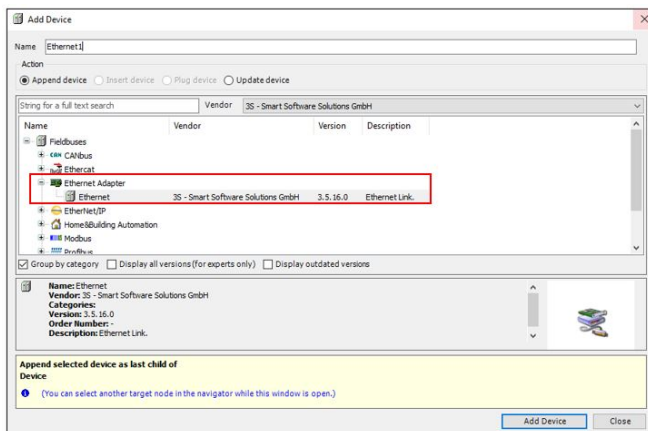 Add Device
Name Ethernet1
Action
Append device Insert device Plug device Update device
String for a full text search Vendor 3S - Smart Software Solutions GmbH
Name Vendor Version Description
Fieldbuses
CAN CANbus
Ethercat
Ethernet Adapter
Ethernet 3S - Smart Software Solutions GmbH 3.5.16.0 Ethernet Link.
EtherNet/IP
Home&Building Automation
Modbus
Profibus
Group by category Display all versions (for experts only) Display outdated versions
Name: Ethernet
Vendor: 3S - Smart Software Solutions GmbH
Categories:
Version: 3.5.16.0
Order Number: -
Description: Ethernet Link.
Append selected device as last child of
Device
(You can select another target node in the navigator while this window is open.)
Add Device Close